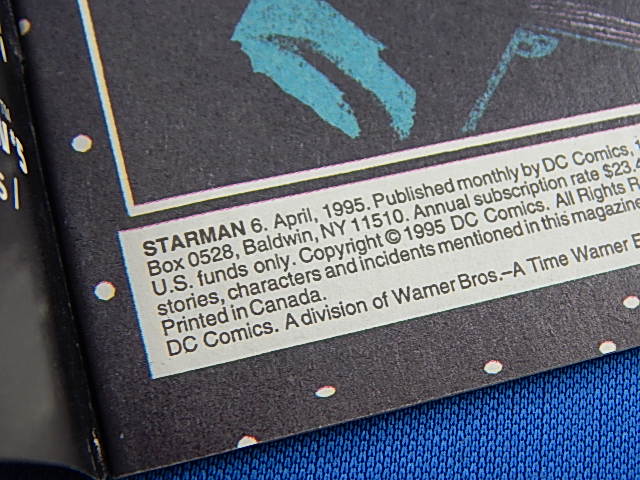 STARMAN 6. April, 1995. Published monthly by DC Comics, 1
Box 0528, Baldwin, NY 11510. Annual subscription rate $23.
U.S. funds only. Copyright © 1995 DC Comics. All Rights R
stories, characters and incidents mentioned in this magazine
Printed in Canada.
DC Comics. A division of Warner Bros.–A Time Warner E